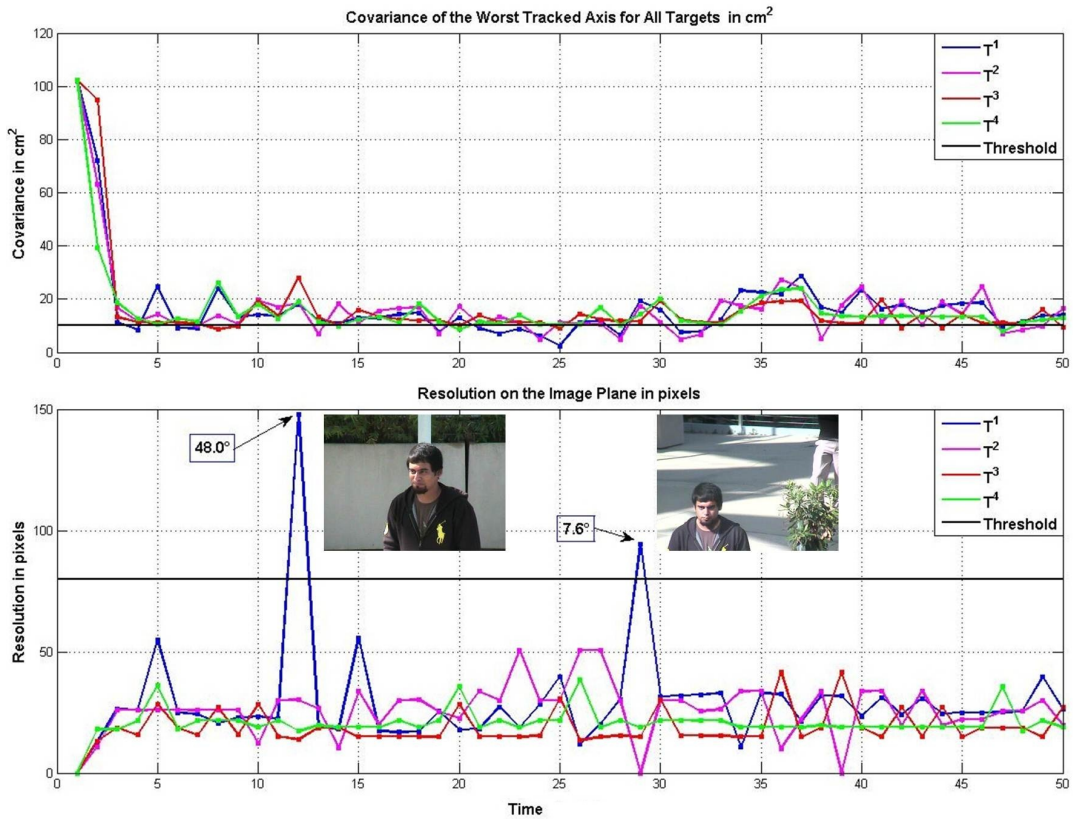 Covariance of the Worst Tracked Axis for All Targets in cm²
Covariance in cm²
120
100
80
60
40
20
0
0 5 10 15 20 25 30 35 40 45 50
T¹
T²
T³
T⁴
Threshold
Resolution on the Image Plane in pixels
Resolution in pixels
150
100
50
0
0 5 10 15 20 25 30 35 40 45 50
48.0°
7.6°
T¹
T²
T³
T⁴
Threshold
Time